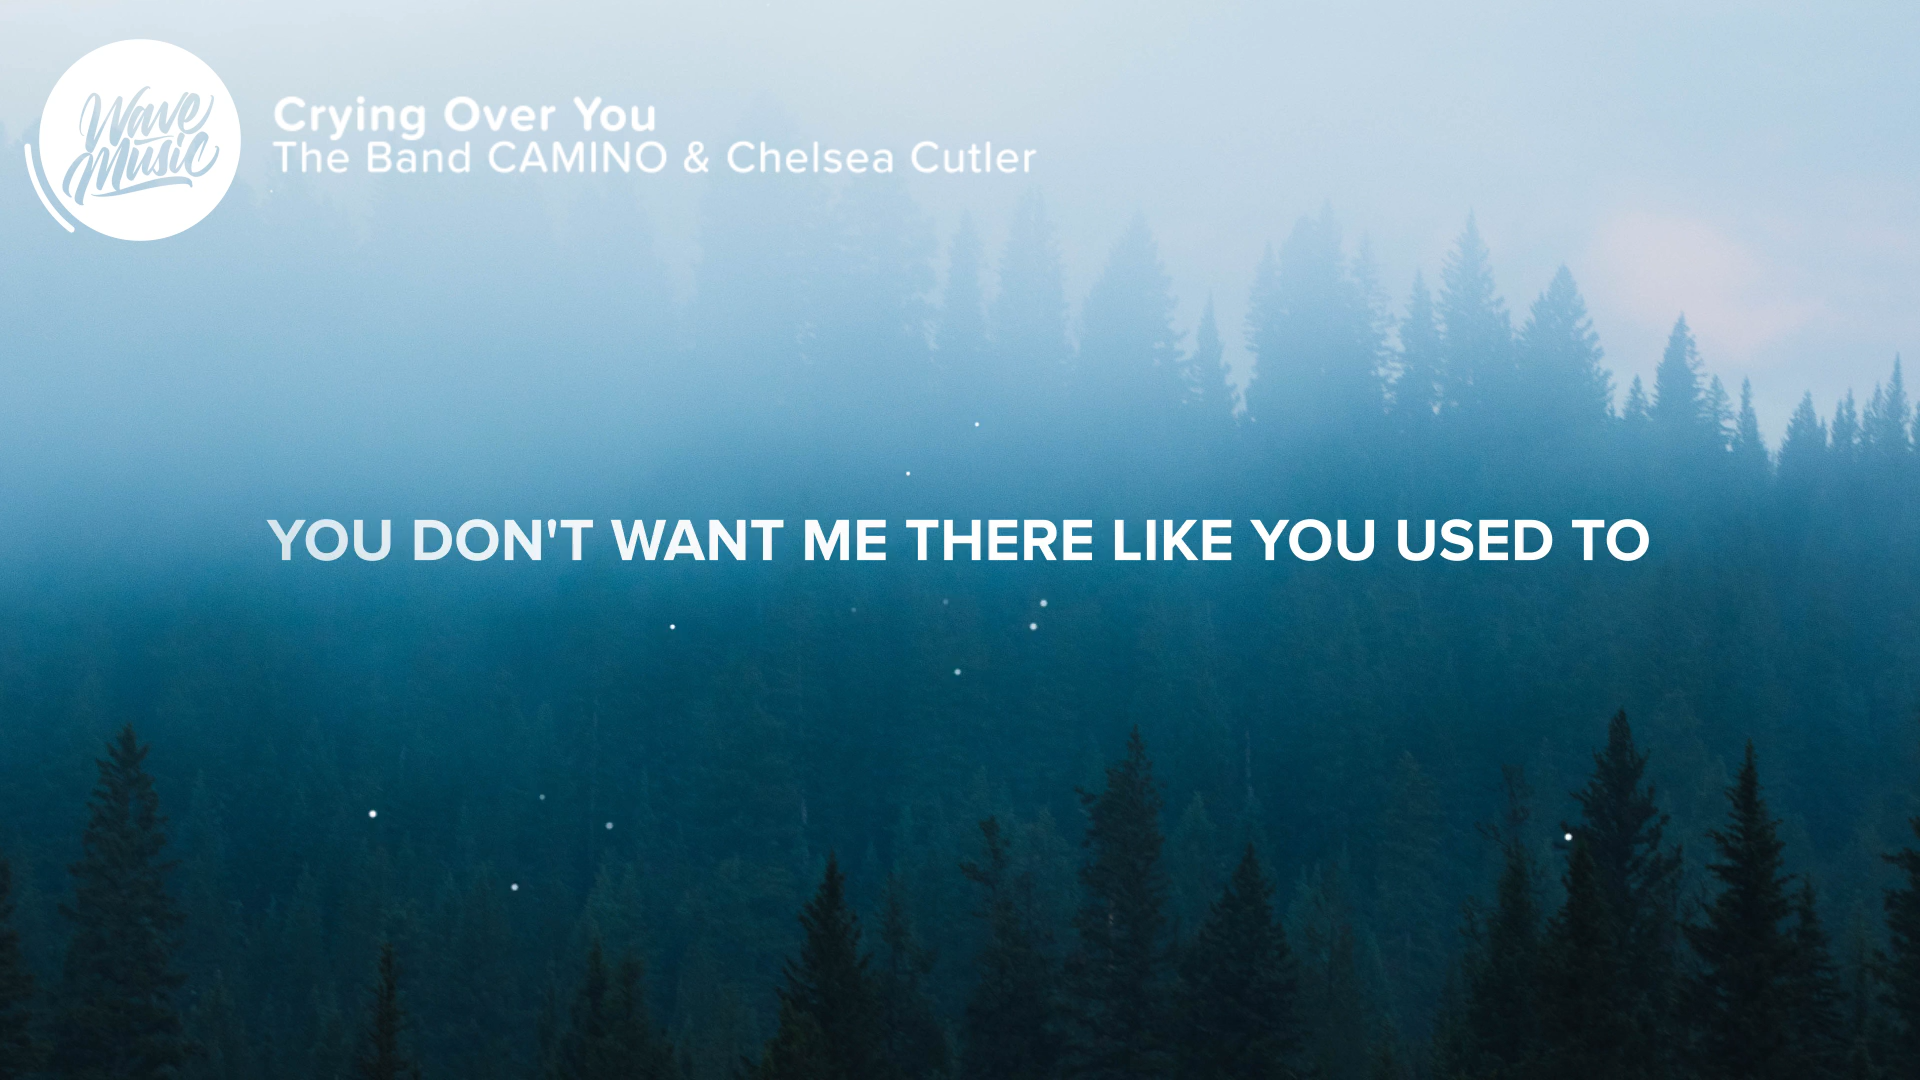 Wave
Music
Crying Over You
The Band CAMINO & Chelsea Cutler
YOU DON'T WANT ME THERE LIKE YOU USED TO